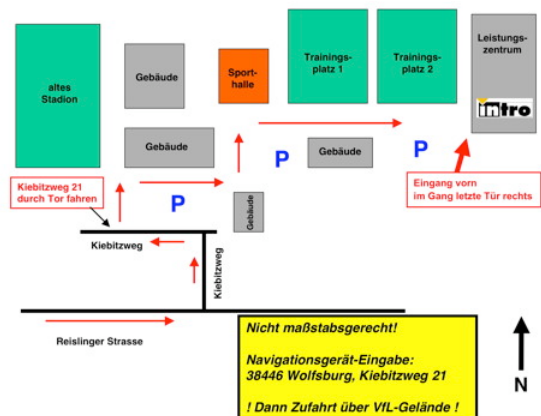 altes
Stadion
Gebäude
Sport-
halle
Trainings-
platz 1
Trainings-
platz 2
Leistungs-
zentrum
intro
Gebäude
P
Gebäude
P
Kiebitzweg 21
durch Tor fahren
P
Gebäude
Eingang vorn
im Gang letzte Tür rechts
Kiebitzweg
Kiebitzweg
Reislinger Strasse
Nicht maßstabsgerecht!
Navigationsgerät-Eingabe:
38446 Wolfsburg, Kiebitzweg 21
! Dann Zufahrt über VfL-Gelände !
N